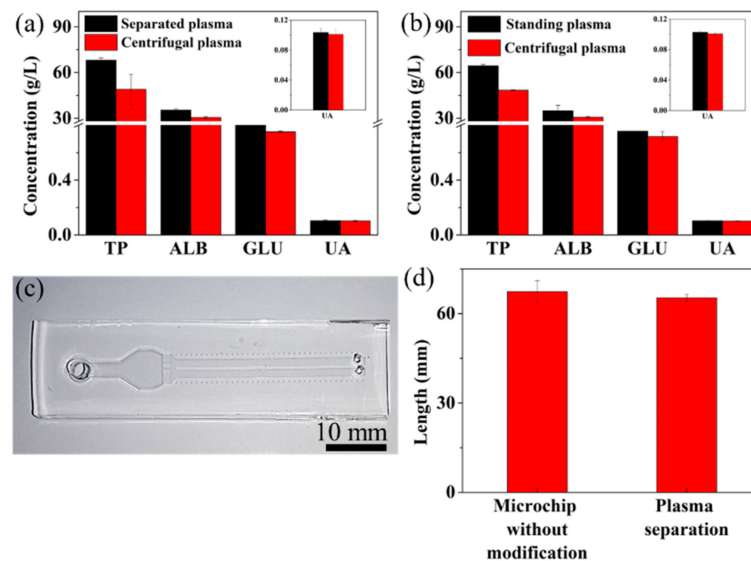 (a)
Concentration (g/L)
90
60
30
0.4
0.0
Separated plasma
Centrifugal plasma
0.12
0.08
0.04
0.00
UA
TP ALB GLU UA
(b)
Concentration (g/L)
90
60
30
0.4
0.0
Standing plasma
Centrifugal plasma
0.12
0.08
0.04
0.00
UA
TP ALB GLU UA
(c)
10 mm
(d)
Length (mm)
60
30
0
Microchip
without
modification
Plasma
separation